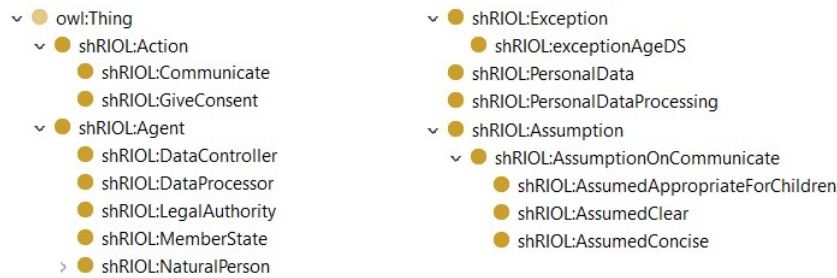 owl:Thing
shRIOL:Action
shRIOL:Communicate
shRIOL:GiveConsent
shRIOL:Agent
shRIOL:DataController
shRIOL:DataProcessor
shRIOL:LegalAuthority
shRIOL:MemberState
shRIOL:NaturalPerson
shRIOL:Exception
shRIOL:exceptionAgeDS
shRIOL:PersonalData
shRIOL:PersonalDataProcessing
shRIOL:Assumption
shRIOL:AssumptionOnCommunicate
shRIOL:AssumedAppropriateForChildren
shRIOL:AssumedClear
shRIOL:AssumedConcise